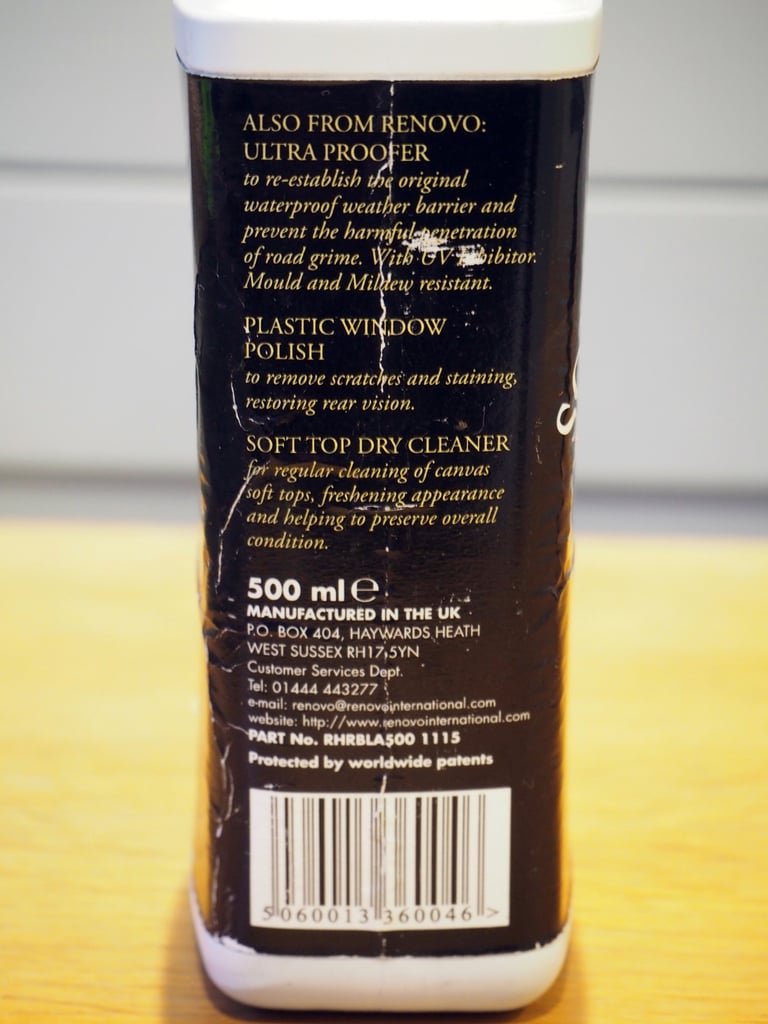 ALSO FROM RENOVO:
ULTRA PROOFER
to re-establish the original
waterproof weather barrier and
prevent the harmful penetration
of road grime. With UV Inhibitor.
Mould and Mildew resistant.
PLASTIC WINDOW
POLISH
to remove scratches and staining,
restoring rear vision.
SOFT TOP DRY CLEANER
for regular cleaning of canvas
soft tops, freshening appearance
and helping to preserve overall
condition.
500 ml e
MANUFACTURED IN THE UK
P.O. BOX 404, HAYWARDS HEATH
WEST SUSSEX RH17 5YN
Customer Services Dept.
Tel: 01444 443277
e-mail: renovo@renovointernational.com
website: http://www.renovointernational.com
PART No. RHRBLA500 1115
Protected by worldwide patents
5 060013 360046 >